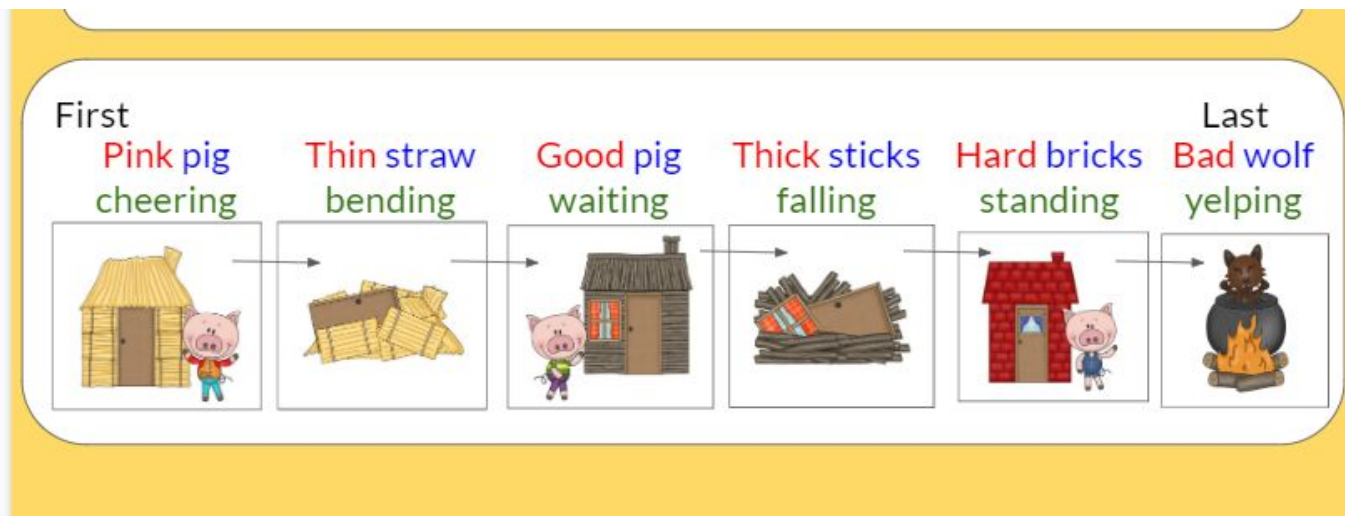 First Last
Pink pig Thin straw Good pig Thick sticks Hard bricks Bad wolf
cheering bending waiting falling standing yelping